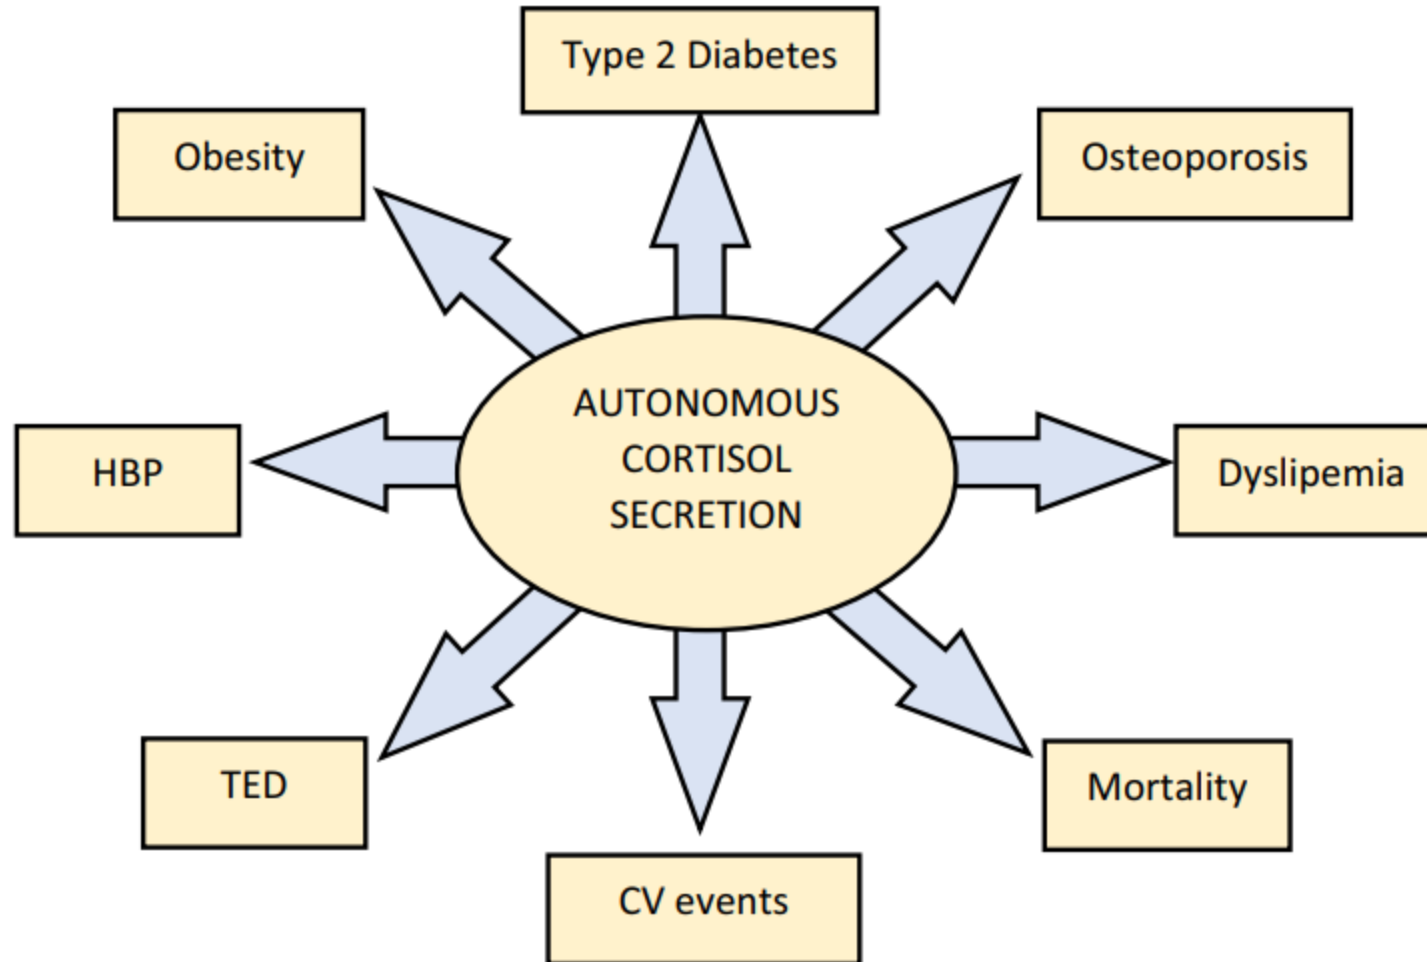 Type 2 Diabetes
Obesity
Osteoporosis
AUTONOMOUS
CORTISOL
SECRETION
HBP
Dyslipemia
TED
Mortality
CV events